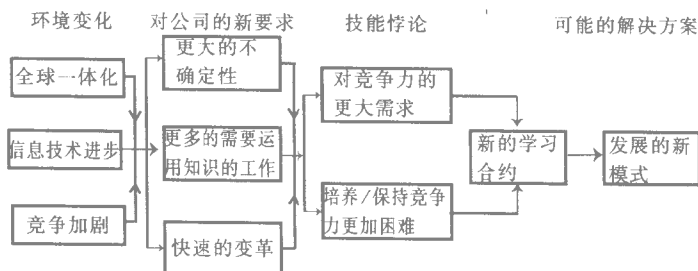 环境变化
对公司的新要求
技能悖论
可能的解决方案
全球一体化
信息技术进步
竞争加剧
更大的不
确定性
更多的需要运
用知识的工作
快速的变革
对竞争力的
更大需求
培养/保持竞争
力更加困难
新的学习
合约
发展的新
模式